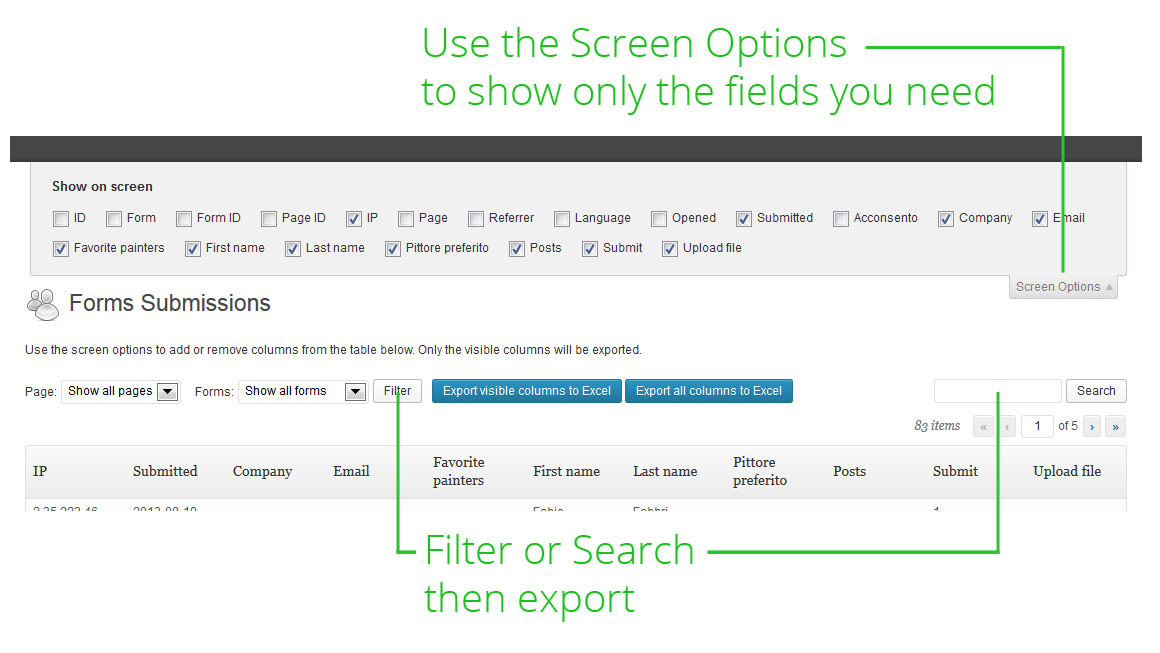 Use the Screen Options
to show only the fields you need
Show on screen
ID Form Form ID Page ID IP Page Referrer Language Opened Submitted Acconsento Company Email
Favorite painters First name Last name Pittore preferito Posts Submit Upload file
Screen Options
Forms Submissions
Use the screen options to add or remove columns from the table below. Only the visible columns will be exported.
Page: Show all pages Forms: Show all forms Filter Export visible columns to Excel Export all columns to Excel Search
83 items « ‹ 1 of 5 › »
IP Submitted Company Email Favorite painters First name Last name Pittore preferito Posts Submit Upload file
Filter or Search
then export